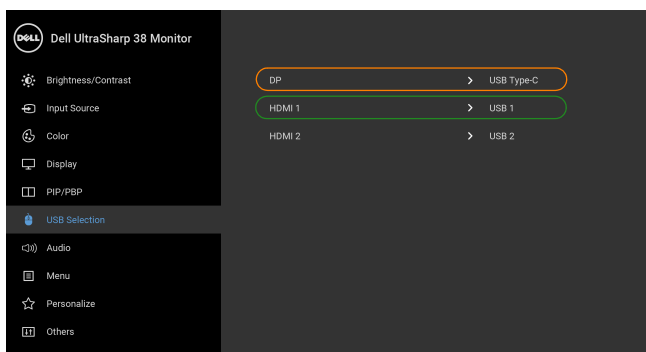 DELL Dell UltraSharp 38 Monitor
Brightness/Contrast
Input Source
Color
Display
PIP/PBP
USB Selection
Audio
Menu
Personalize
Others
DP > USB Type-C
HDMI 1 > USB 1
HDMI 2 > USB 2